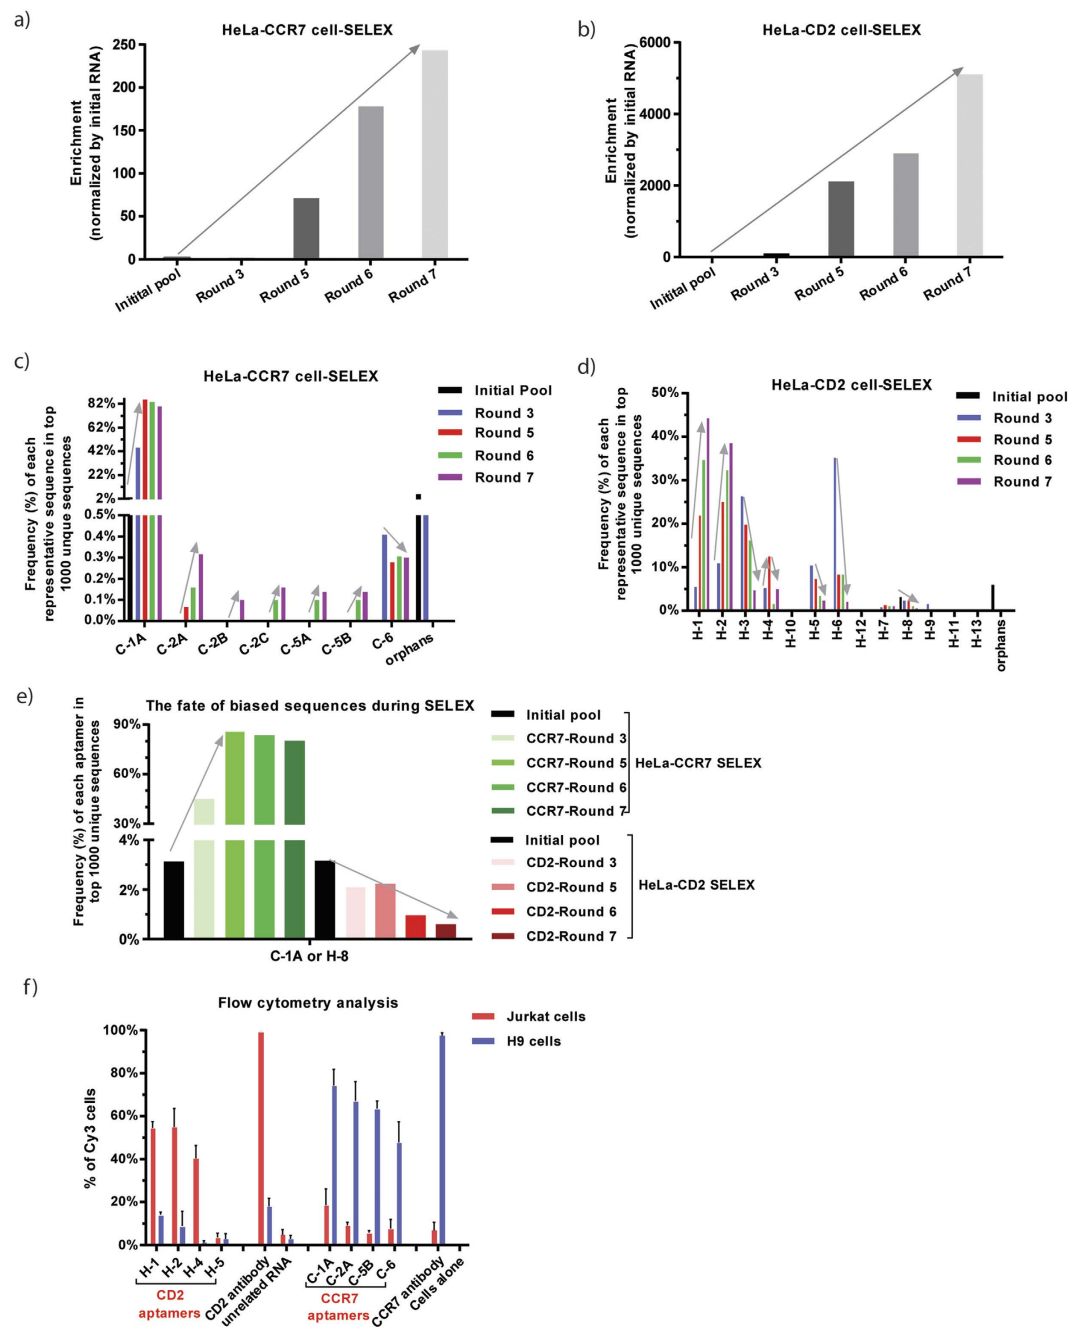 a)
HeLa-CCR7 cell-SELEX
Enrichment
(normalized by initial RNA)
250
200
150
100
50
0
Initital pool
Round 3
Round 5
Round 6
Round 7
b)
HeLa-CD2 cell-SELEX
Enrichment
(normalized by initial RNA)
6000
4000
2000
0
Initital pool
Round 3
Round 5
Round 6
Round 7
c)
HeLa-CCR7 cell-SELEX
Frequency (%) of each
representative sequence in top
1000 unque sequences
82%
62%
42%
22%
2%
0.5%
0.4%
0.3%
0.2%
0.1%
0.0%
C-1A
C-2A
C-2B
C-2C
C-5A
C-5B
C-6
orphans
Initial Pool
Round 3
Round 5
Round 6
Round 7
d)
HeLa-CD2 cell-SELEX
Frequency (%) of each
representative sequence in top
1000 unique sequences
50%
40%
30%
20%
10%
0%
H-1
H-2
H-3
H-4
H-10
H-5
H-6
H-12
H-7
H-8
H-9
H-11
H-13
orphans
Initial pool
Round 3
Round 5
Round 6
Round 7
e)
The fate of biased sequences during SELEX
Frequency (%) of each aptamer in
top 1000 unique sequences
90%
60%
30%
4%
2%
0%
C-1A or H-8
Initial pool
CCR7-Round 3
CCR7-Round 5
CCR7-Round 6
CCR7-Round 7
HeLa-CCR7 SELEX
Initial pool
CD2-Round 3
CD2-Round 5
CD2-Round 6
CD2-Round 7
HeLa-CD2 SELEX
f)
Flow cytometry analysis
% of Cy3 cells
100%
80%
60%
40%
20%
0%
H-1
H-2
H-4
H-5
CD2 antibody
unrelated RNA
C-1A
C-2A
C-5B
C-6
CCR7 antibody
Cells alone
CD2
aptamers
CCR7
aptamers
Jurkat cells
H9 cells